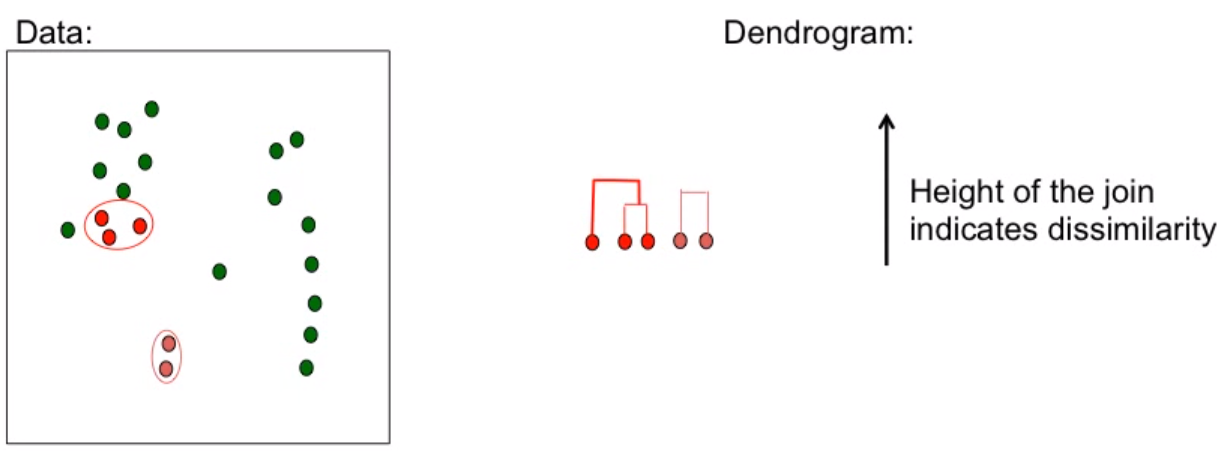 Data:
Dendrogram:
Height of the join
indicates dissimilarity